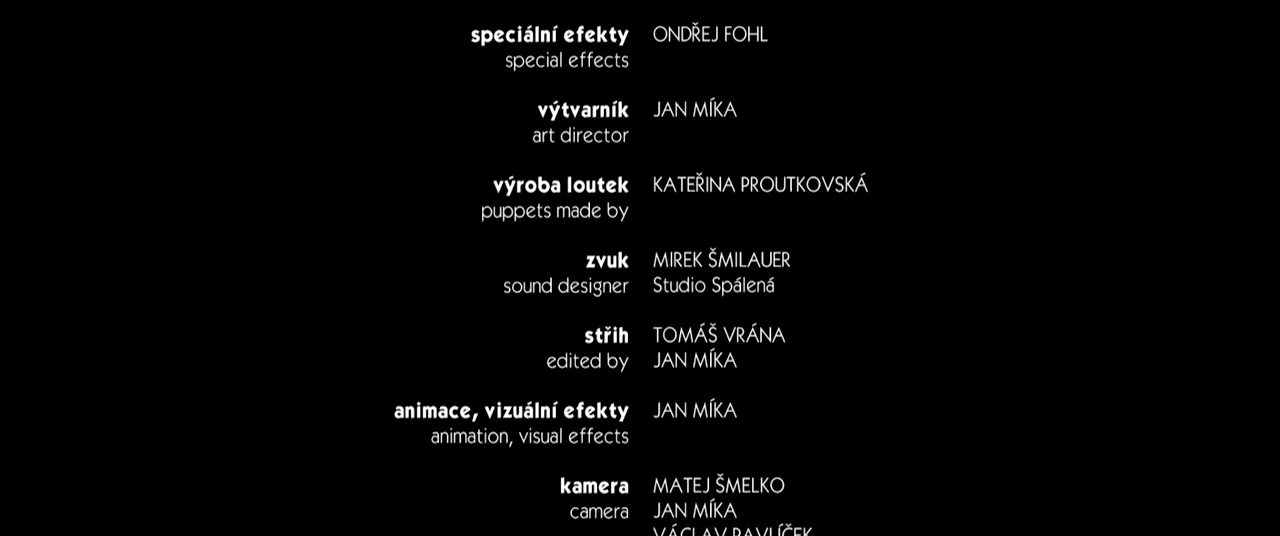 speciální efekty ONDŘEJ FOHL
special effects
výtvarník JAN MÍKA
art director
výroba loutek KATEŘINA PROUTKOVSKÁ
puppets made by
zvuk MIREK ŠMILAUER
sound designer Studio Spálená
střih TOMÁŠ VRÁNA
edited by JAN MÍKA
animace, vizuální efekty JAN MÍKA
animation, visual effects
kamera MATEJ ŠMELKO
camera JAN MÍKA
VÁCLAV PAVLÍČEK